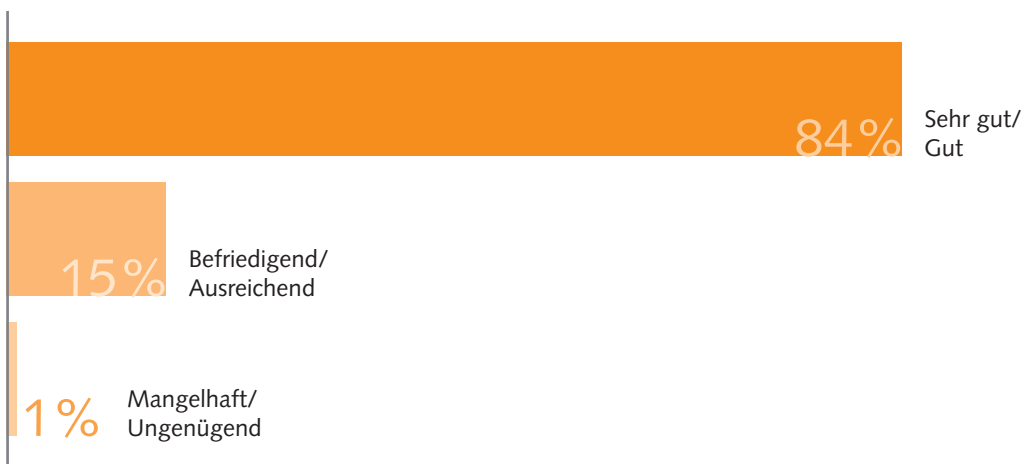 84%
Sehr gut/
Gut
15%
Befriedigend/
Ausreichend
1%
Mangelhaft/
Ungenügend